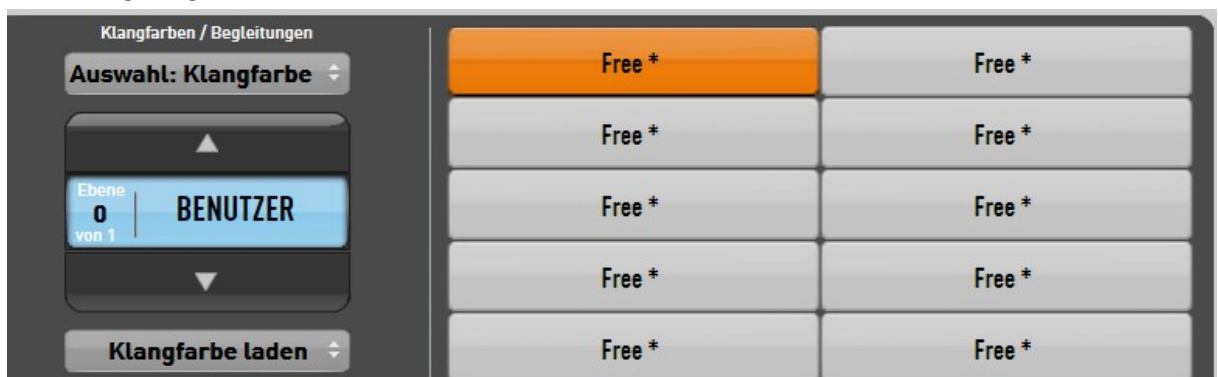 Klangfarben / Begleitungen
Auswahl: Klangfarbe
Ebene
0
von 1
BENUTZER
Klangfarbe laden
Free * Free *
Free * Free *
Free * Free *
Free * Free *
Free * Free *